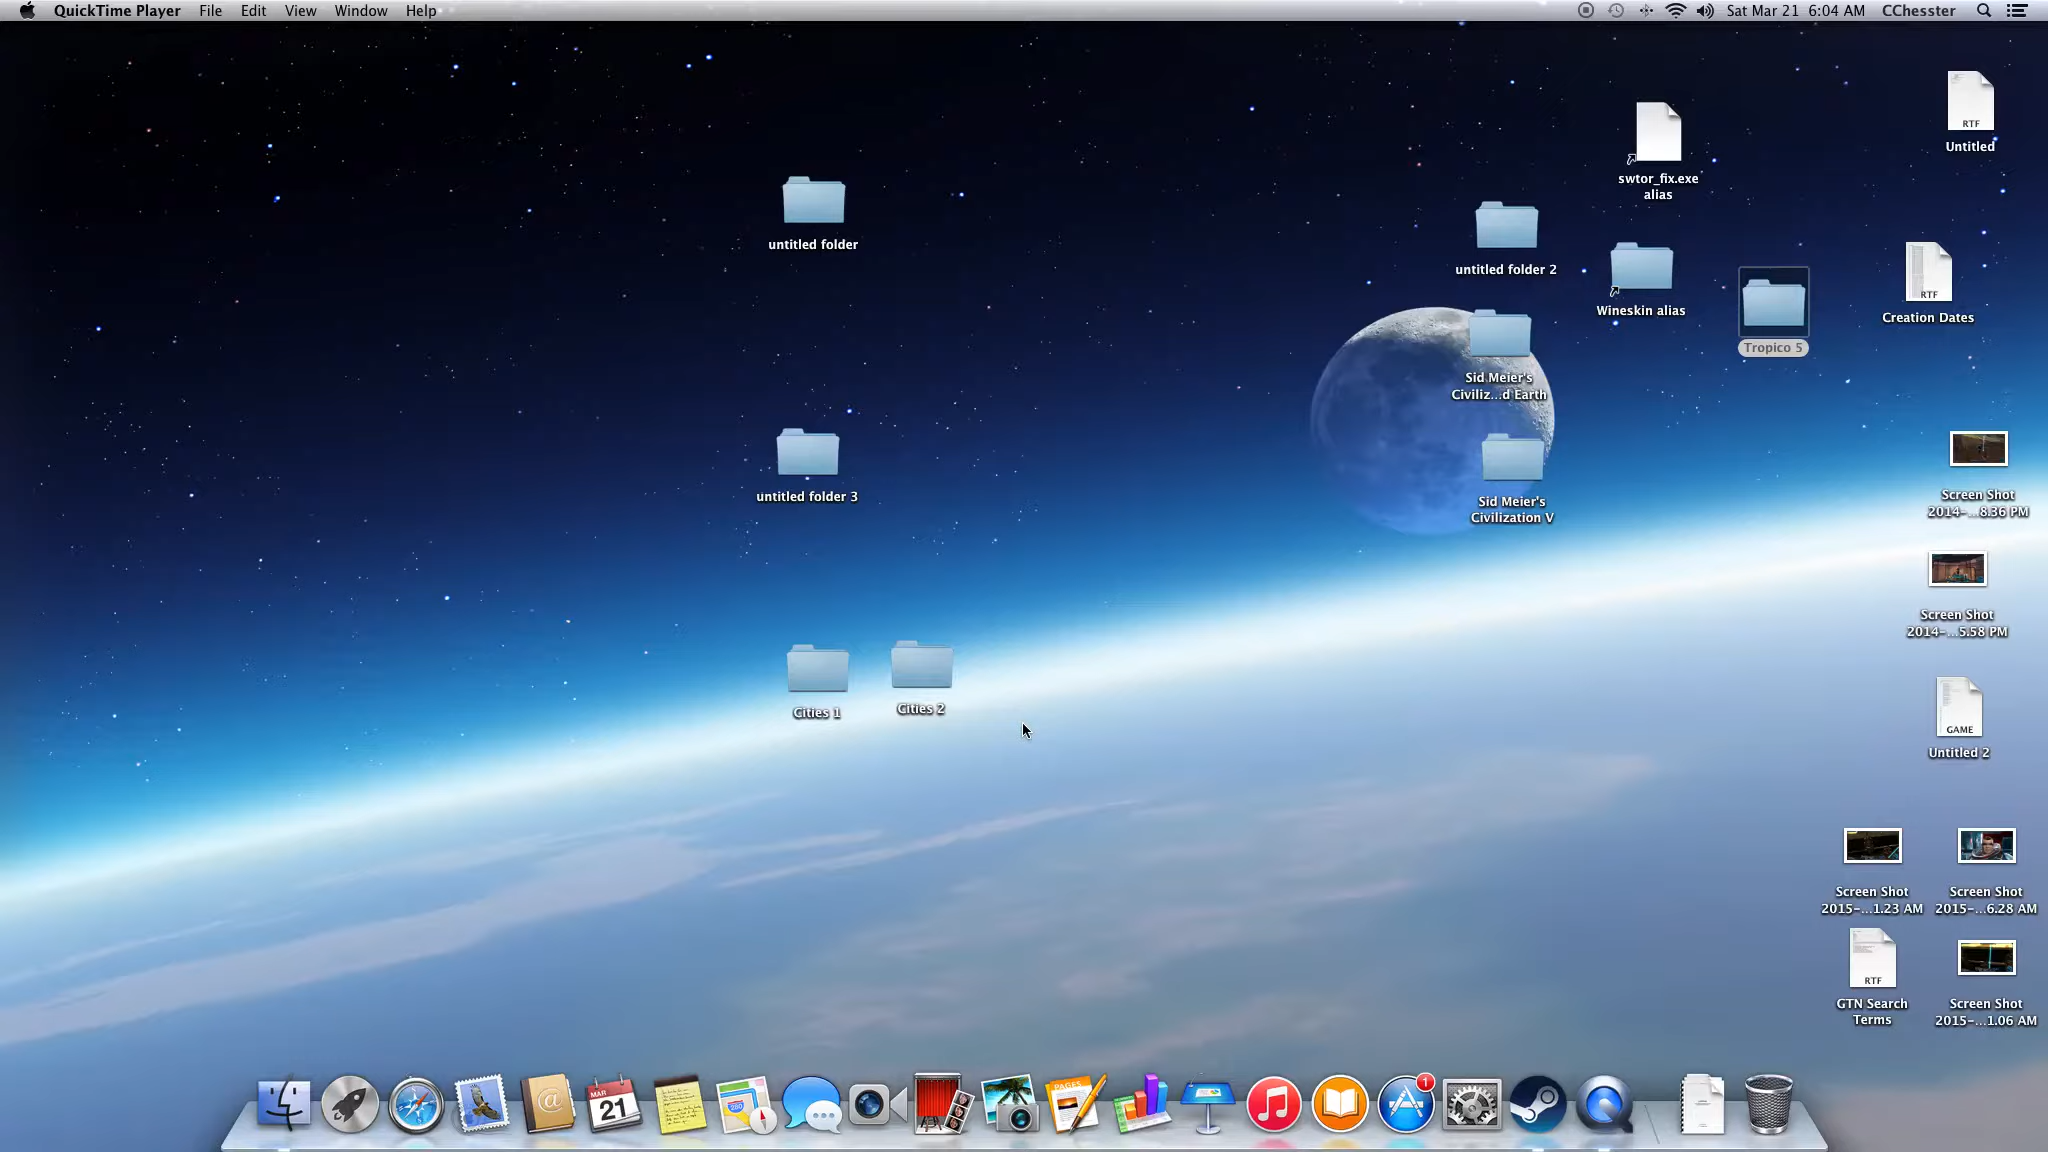 QuickTime Player File Edit View Window Help
Sat Mar 21 6:04 AM CChesster
RTF
Untitled
swtor_fix.exe
alias
untitled folder
untitled folder 2
Wineskin alias
Tropico 5
RTF
Creation Dates
Sid Meier's
Civiliz...d Earth
untitled folder 3
Sid Meier's
Civilization V
Screen Shot
2014-...8.36 PM
Screen Shot
2014-...5.58 PM
Cities 1
Cities 2
GAME
Untitled 2
Screen Shot
2015-...1.23 AM
Screen Shot
2015-...6.28 AM
RTF
GTN Search
Terms
Screen Shot
2015-...1.06 AM
MAR
21
280
PAGES
1